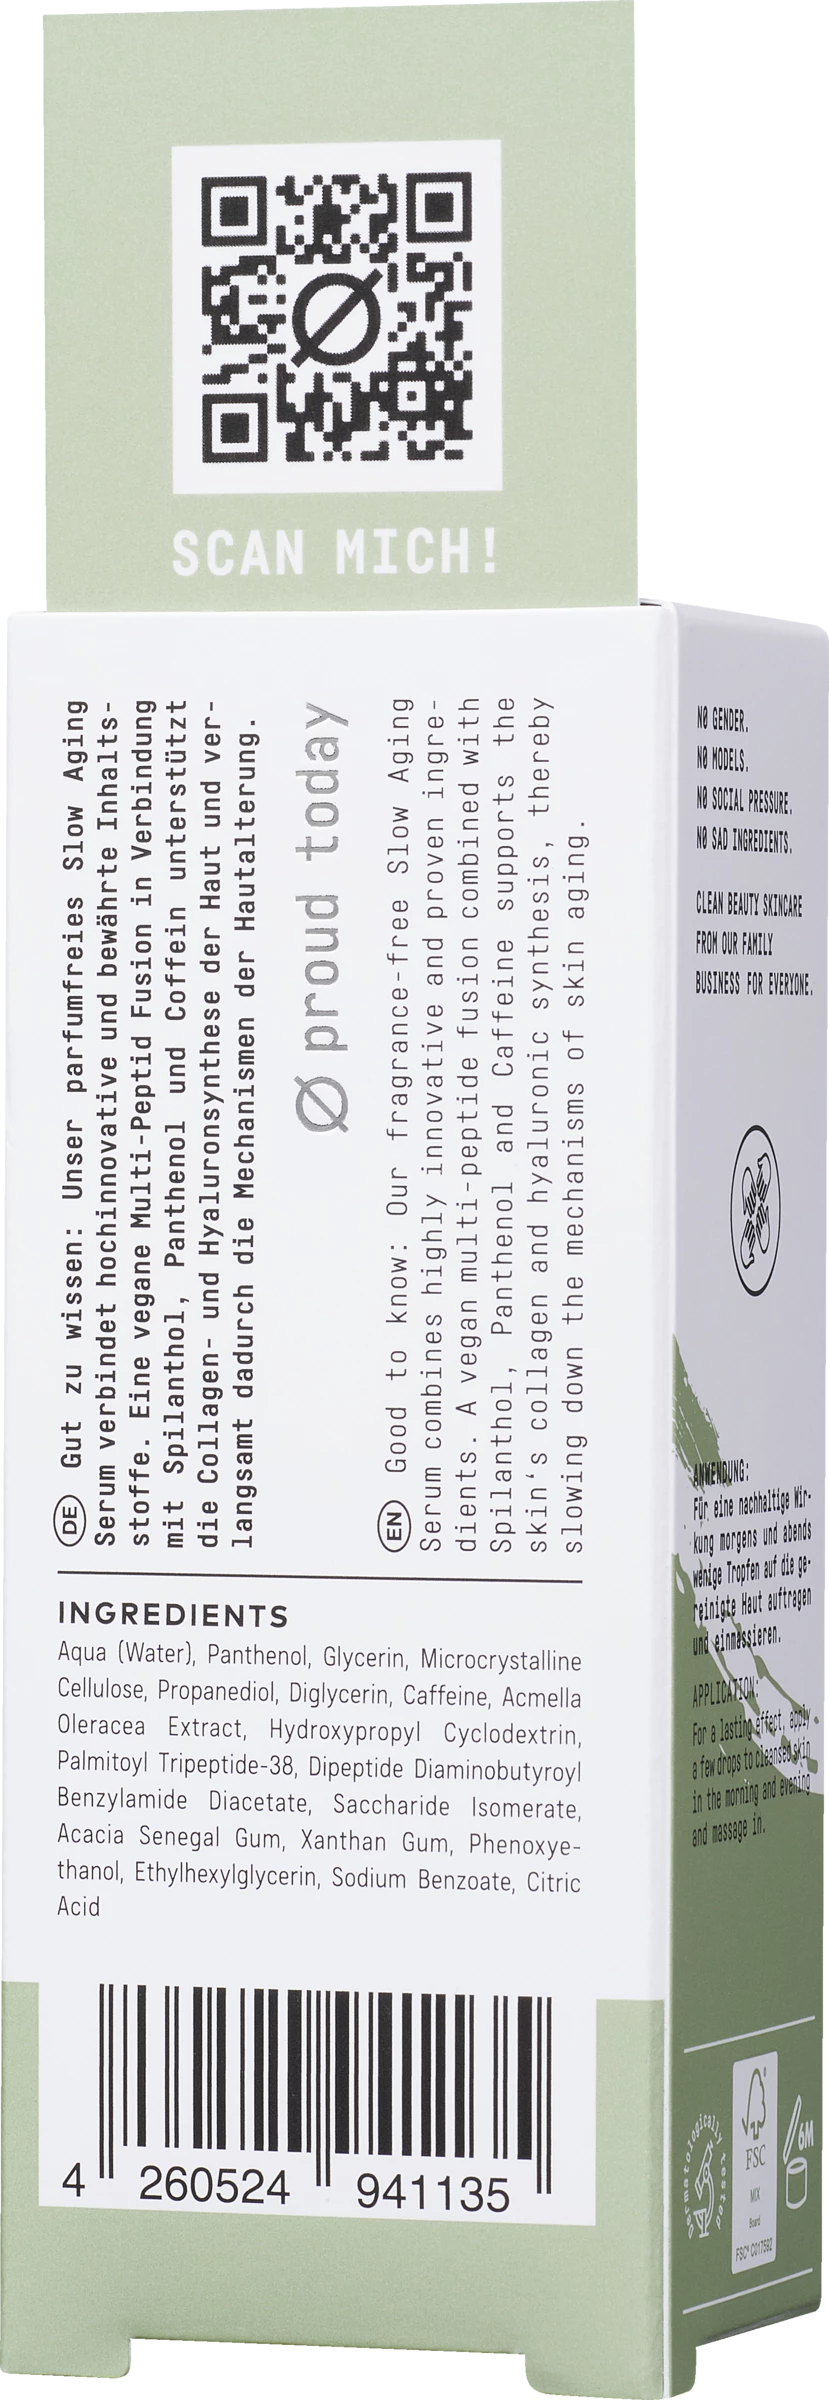 SCAN MICH!
DE Gut zu wissen: Unser parfumfreies Slow Aging
Serum verbindet hochinnovative und bewährte Inhalts-
stoffe. Eine vegane Multi-Peptid Fusion in Verbindung
mit Spilanthol, Panthenol und Coffein unterstützt
die Collagen- und Hyaluronsynthese der Haut und ver-
langsamt dadurch die Mechanismen der Hautalterung.
Ø proud today
EN Good to know: Our fragrance-free Slow Aging
Serum combines highly innovative and proven ingre-
dients. A vegan multi-peptide fusion combined with
Spilanthol, Panthenol and Caffeine supports the
skin‘s collagen and hyaluronic synthesis, thereby
slowing down the mechanisms of skin aging.
INGREDIENTS
Aqua (Water), Panthenol, Glycerin, Microcrystalline
Cellulose, Propanediol, Diglycerin, Caffeine, Acmella
Oleracea Extract, Hydroxypropyl Cyclodextrin,
Palmitoyl Tripeptide-38, Dipeptide Diaminobutyroyl
Benzylamide Diacetate, Saccharide Isomerate,
Acacia Senegal Gum, Xanthan Gum, Phenoxye-
thanol, Ethylhexylglycerin, Sodium Benzoate, Citric
Acid
4 260524 941135
NØ GENDER.
NØ MODELS.
NØ SOCIAL PRESSURE.
NØ SAD INGREDIENTS.
CLEAN BEAUTY SKINCARE
FROM OUR FAMILY
BUSINESS FOR EVERYONE.
ANWENDUNG:
Für eine nachhaltige Wir-
kung morgens und abends
wenige Tropfen auf die ge-
reinigte Haut auftragen
und einmassieren.
APPLICATION:
For a lasting effect, apply
a few drops to cleansed skin
in the morning and evening
and massage in.
dermatologically tested
FSC
MIX
Board
FSC® C017592
6M